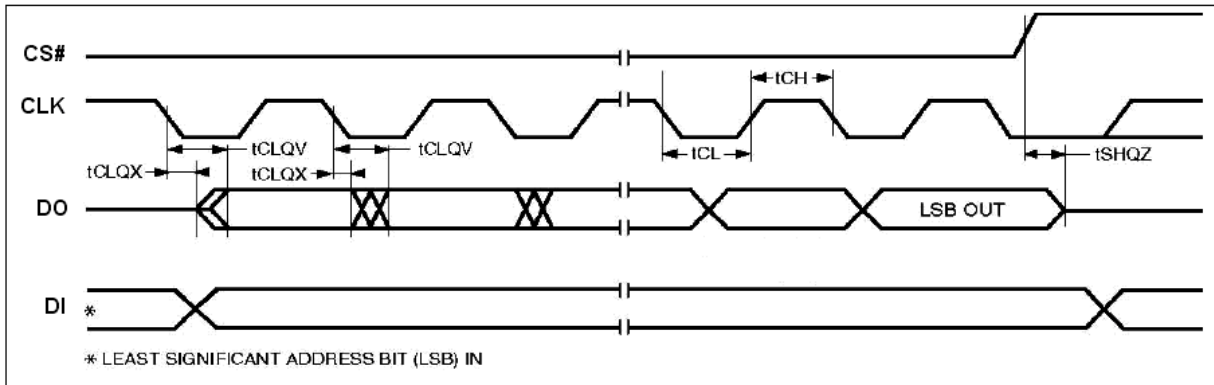 CS#
tCH
CLK
tCLQV
tCLQV
tCL
tSHQZ
tCLQX
tCLQX
DO
LSB OUT
DI
*
* LEAST SIGNIFICANT ADDRESS BIT (LSB) IN